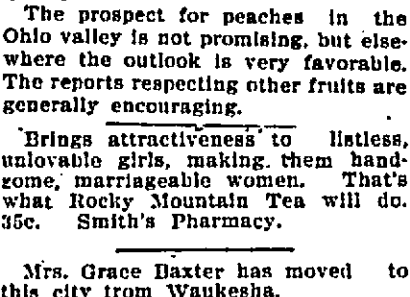 The prospect for peaches in the
Ohio valley is not promising, but else-
where the outlook is very favorable.
The reports respecting other fruits are
generally encouraging.
Brings attractiveness to listless,
unlovable girls, making them hand-
some, marriageable women. That's
what Rocky Mountain Tea will do.
35c. Smith's Pharmacy.
Mrs. Grace Baxter has moved to
this city from Waukesha.